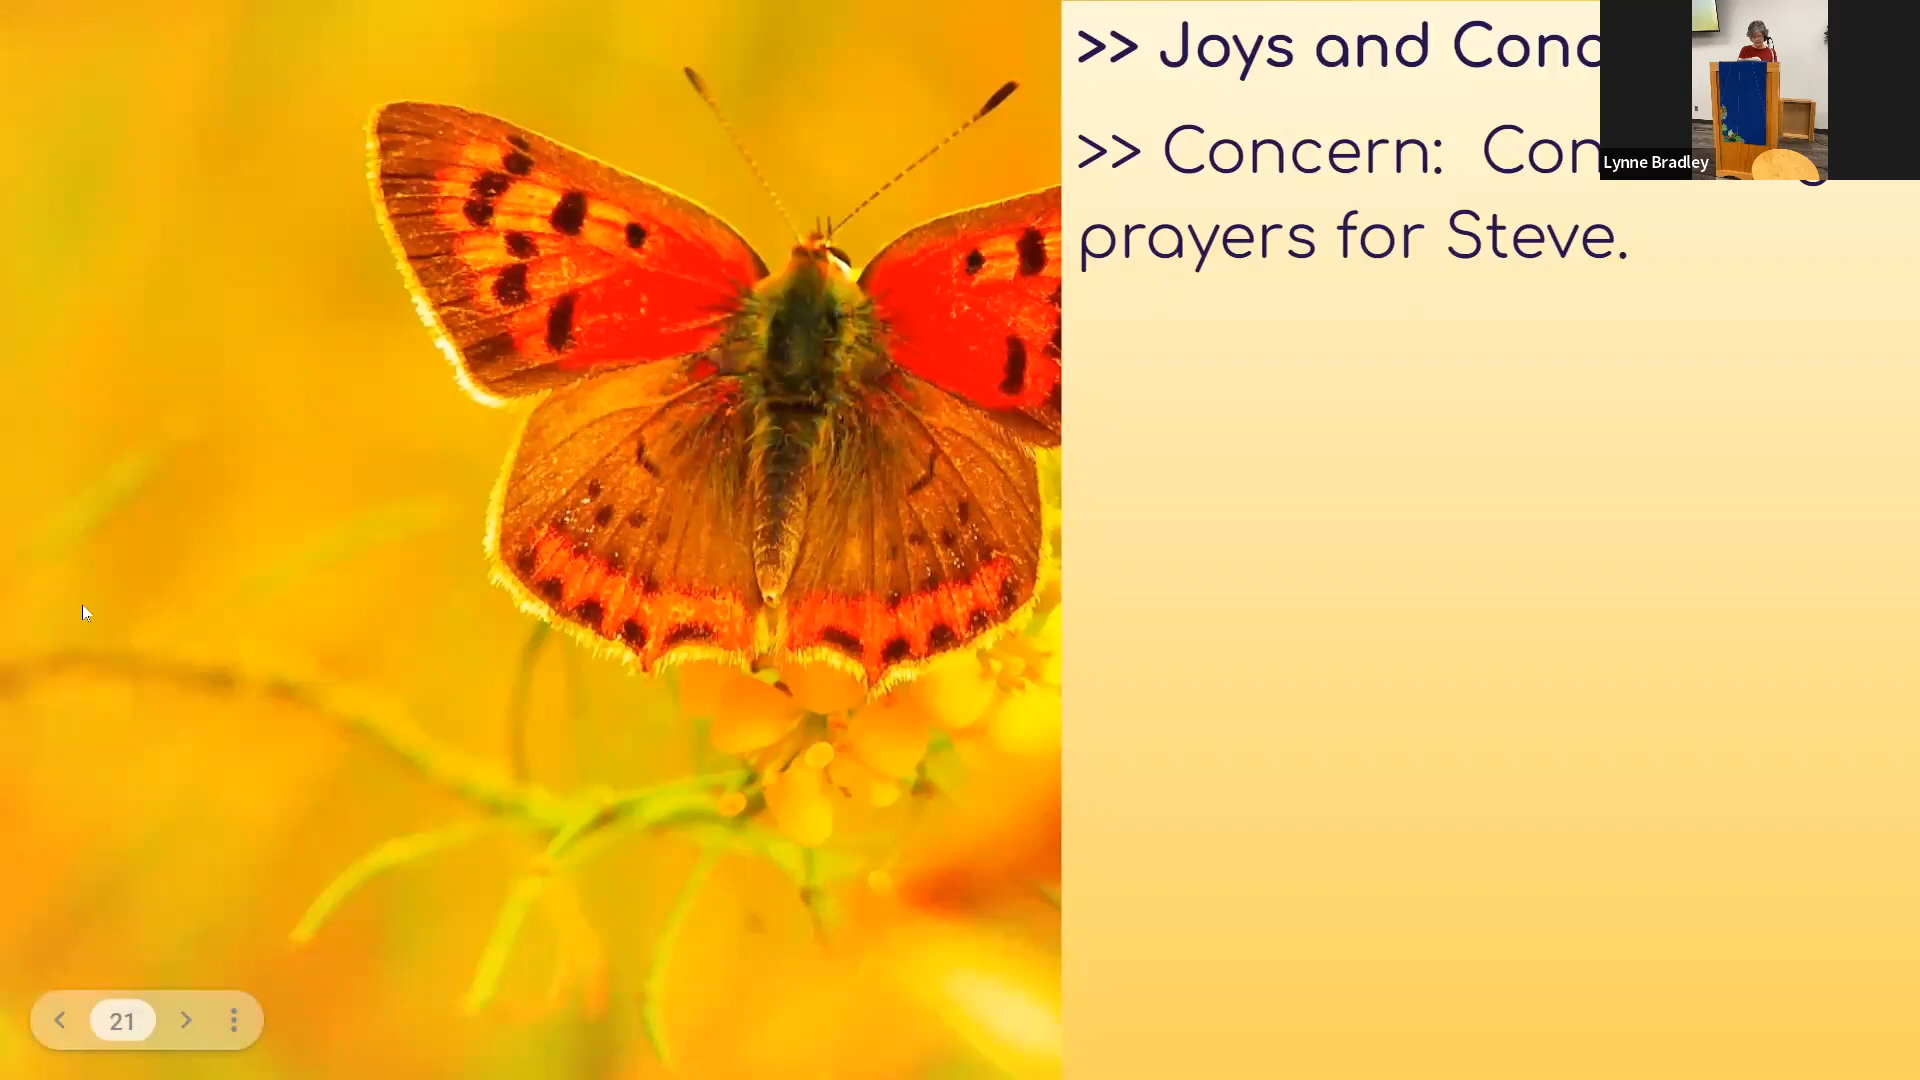 >> Joys and Conc
>> Concern: Con
prayers for Steve.
Lynne Bradley
21